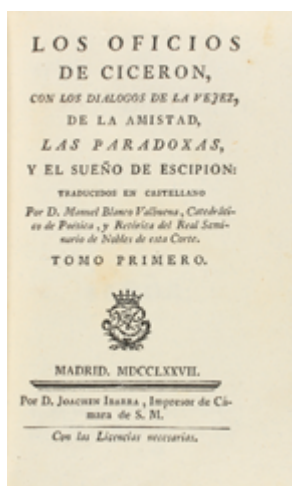 LOS OFICIOS
DE CICERON,
CON LOS DIALOGOS DE LA VEJEZ,
DE LA AMISTAD,
LAS PARADOXAS,
Y EL SUEÑO DE ESCIPION:
TRADUCIDOS EN CASTELLANO
Por D. Manuel Blanco Valbuena, Catedráti-
co de Poética, y Retórica del Real Semi-
nario de Nobles de esta Corte.
TOMO PRIMERO.
MADRID. MDCCLXXVII.
Por D. JOACHIN IBARRA, Impresor de Cá-
mara de S. M.
Con las Licencias necesarias.